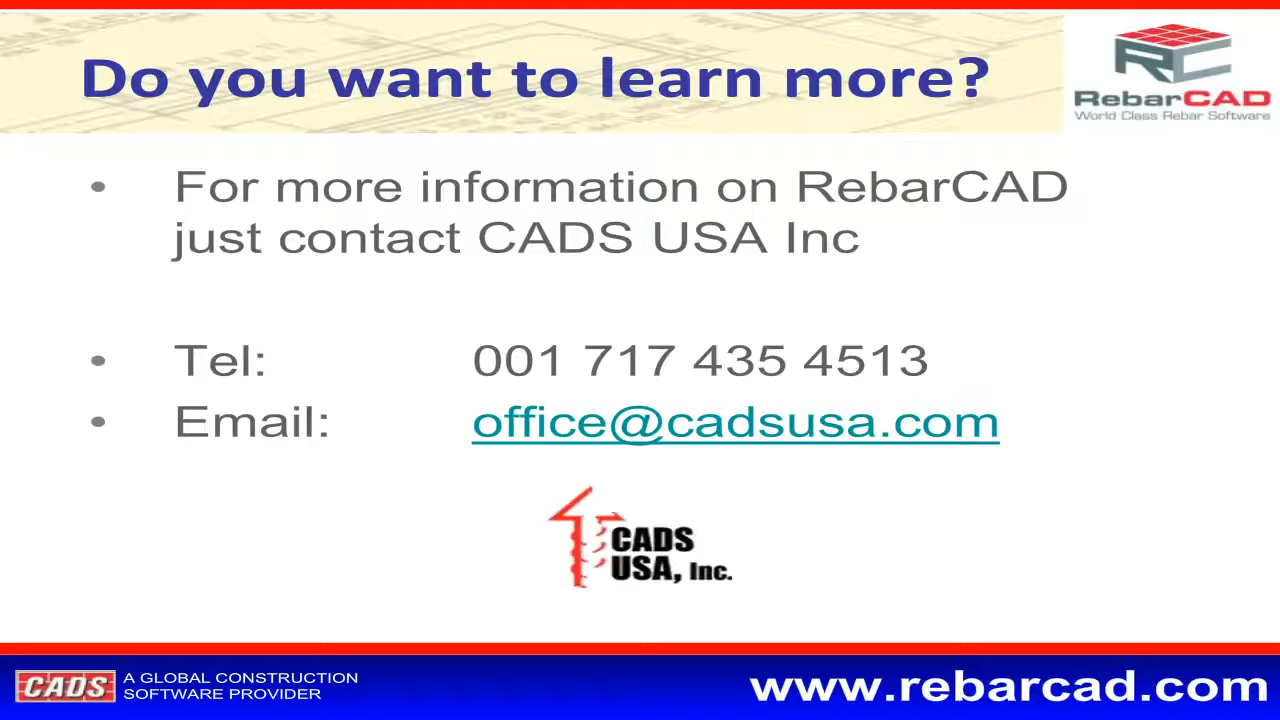 Do you want to learn more?
RebarCAD
World Class Rebar Software
• For more information on RebarCAD
just contact CADS USA Inc
• Tel: 001 717 435 4513
• Email: office@cadsusa.com
CADS
USA, Inc.
CADS
A GLOBAL CONSTRUCTION
SOFTWARE PROVIDER
www.rebarcad.com